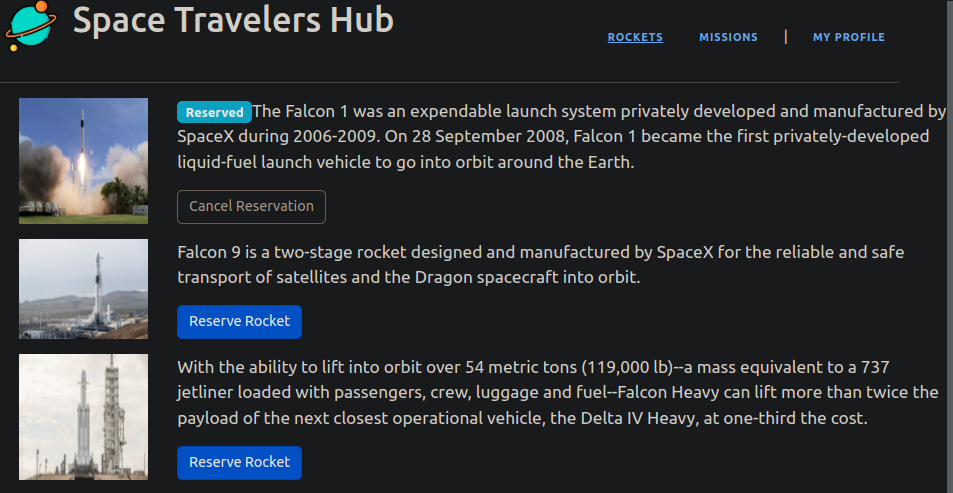 Space Travelers Hub
ROCKETS MISSIONS | MY PROFILE
Reserved The Falcon 1 was an expendable launch system privately developed and manufactured by
SpaceX during 2006-2009. On 28 September 2008, Falcon 1 became the first privately-developed
liquid-fuel launch vehicle to go into orbit around the Earth.
Cancel Reservation
Falcon 9 is a two-stage rocket designed and manufactured by SpaceX for the reliable and safe
transport of satellites and the Dragon spacecraft into orbit.
Reserve Rocket
With the ability to lift into orbit over 54 metric tons (119,000 lb)--a mass equivalent to a 737
jetliner loaded with passengers, crew, luggage and fuel--Falcon Heavy can lift more than twice the
payload of the next closest operational vehicle, the Delta IV Heavy, at one-third the cost.
Reserve Rocket